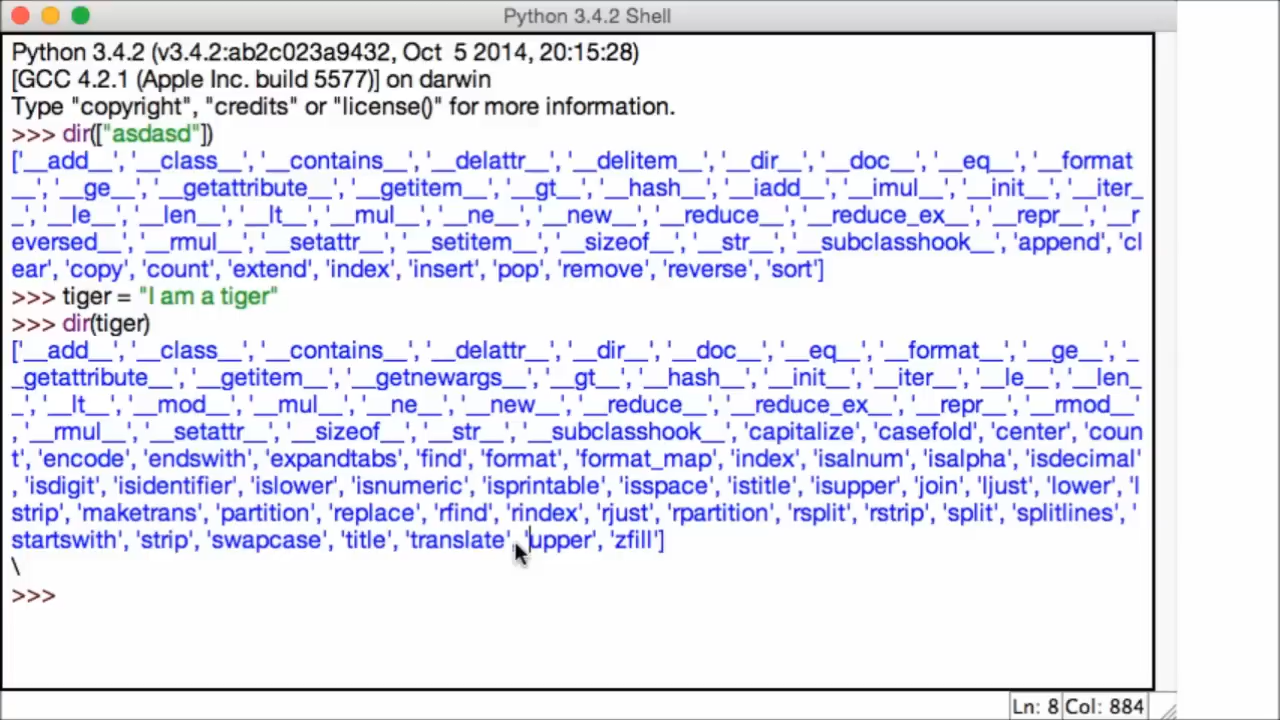 Python 3.4.2 Shell
Python 3.4.2 (v3.4.2:ab2c023a9432, Oct  5 2014, 20:15:28)
[GCC 4.2.1 (Apple Inc. build 5577)] on darwin
Type "copyright", "credits" or "license()" for more information.
>>> dir(["asdasd"])
['__add__', '__class__', '__contains__', '__delattr__', '__delitem__', '__dir__', '__doc__', '__eq__', '__format
__', '__ge__', '__getattribute__', '__getitem__', '__gt__', '__hash__', '__iadd__', '__imul__', '__init__', '__iter_
_', '__le__', '__len__', '__lt__', '__mul__', '__ne__', '__new__', '__reduce__', '__reduce_ex__', '__repr__', '__r
eversed__', '__rmul__', '__setattr__', '__setitem__', '__sizeof__', '__str__', '__subclasshook__', 'append', 'cl
ear', 'copy', 'count', 'extend', 'index', 'insert', 'pop', 'remove', 'reverse', 'sort']
>>> tiger = "I am a tiger"
>>> dir(tiger)
['__add__', '__class__', '__contains__', '__delattr__', '__dir__', '__doc__', '__eq__', '__format__', '__ge__', '_
_getattribute__', '__getitem__', '__getnewargs__', '__gt__', '__hash__', '__init__', '__iter__', '__le__', '__len_
_', '__lt__', '__mod__', '__mul__', '__ne__', '__new__', '__reduce__', '__reduce_ex__', '__repr__', '__rmod__'
, '__rmul__', '__setattr__', '__sizeof__', '__str__', '__subclasshook__', 'capitalize', 'casefold', 'center', 'coun
t', 'encode', 'endswith', 'expandtabs', 'find', 'format', 'format_map', 'index', 'isalnum', 'isalpha', 'isdecimal'
, 'isdigit', 'isidentifier', 'islower', 'isnumeric', 'isprintable', 'isspace', 'istitle', 'isupper', 'join', 'ljust', 'lower', 'l
strip', 'maketrans', 'partition', 'replace', 'rfind', 'rindex', 'rjust', 'rpartition', 'rsplit', 'rstrip', 'split', 'splitlines', '
startswith', 'strip', 'swapcase', 'title', 'translate', 'upper', 'zfill']
\
>>>
Ln: 8 Col: 884